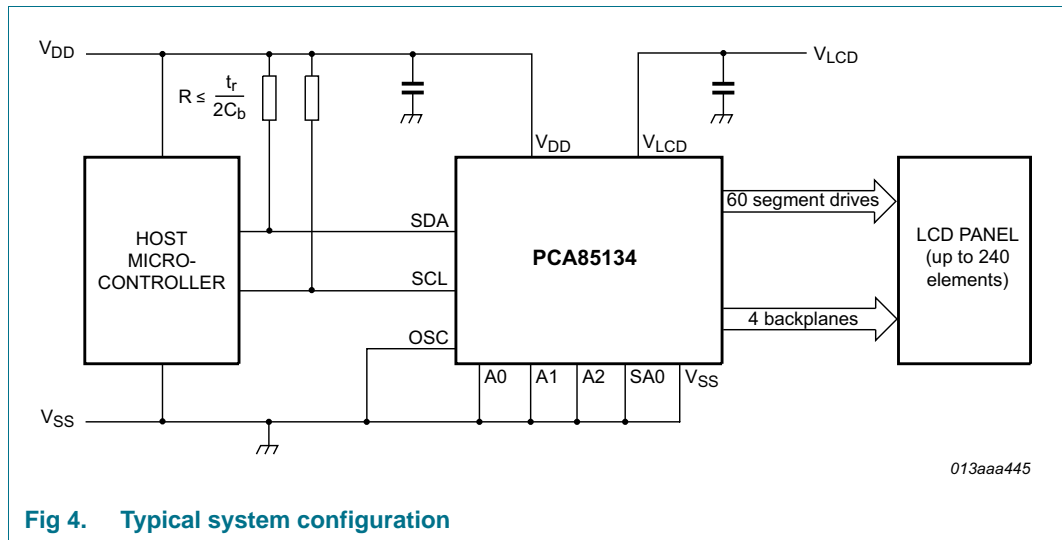 VDD
VLCD
R ≤ tr
2Cb
VDD
VLCD
HOST
MICRO-
CONTROLLER
SDA
SCL
OSC
PCA85134
60 segment drives
4 backplanes
LCD PANEL
(up to 240
elements)
A0 A1 A2 SA0 VSS
VSS
013aaa445
Fig 4. Typical system configuration